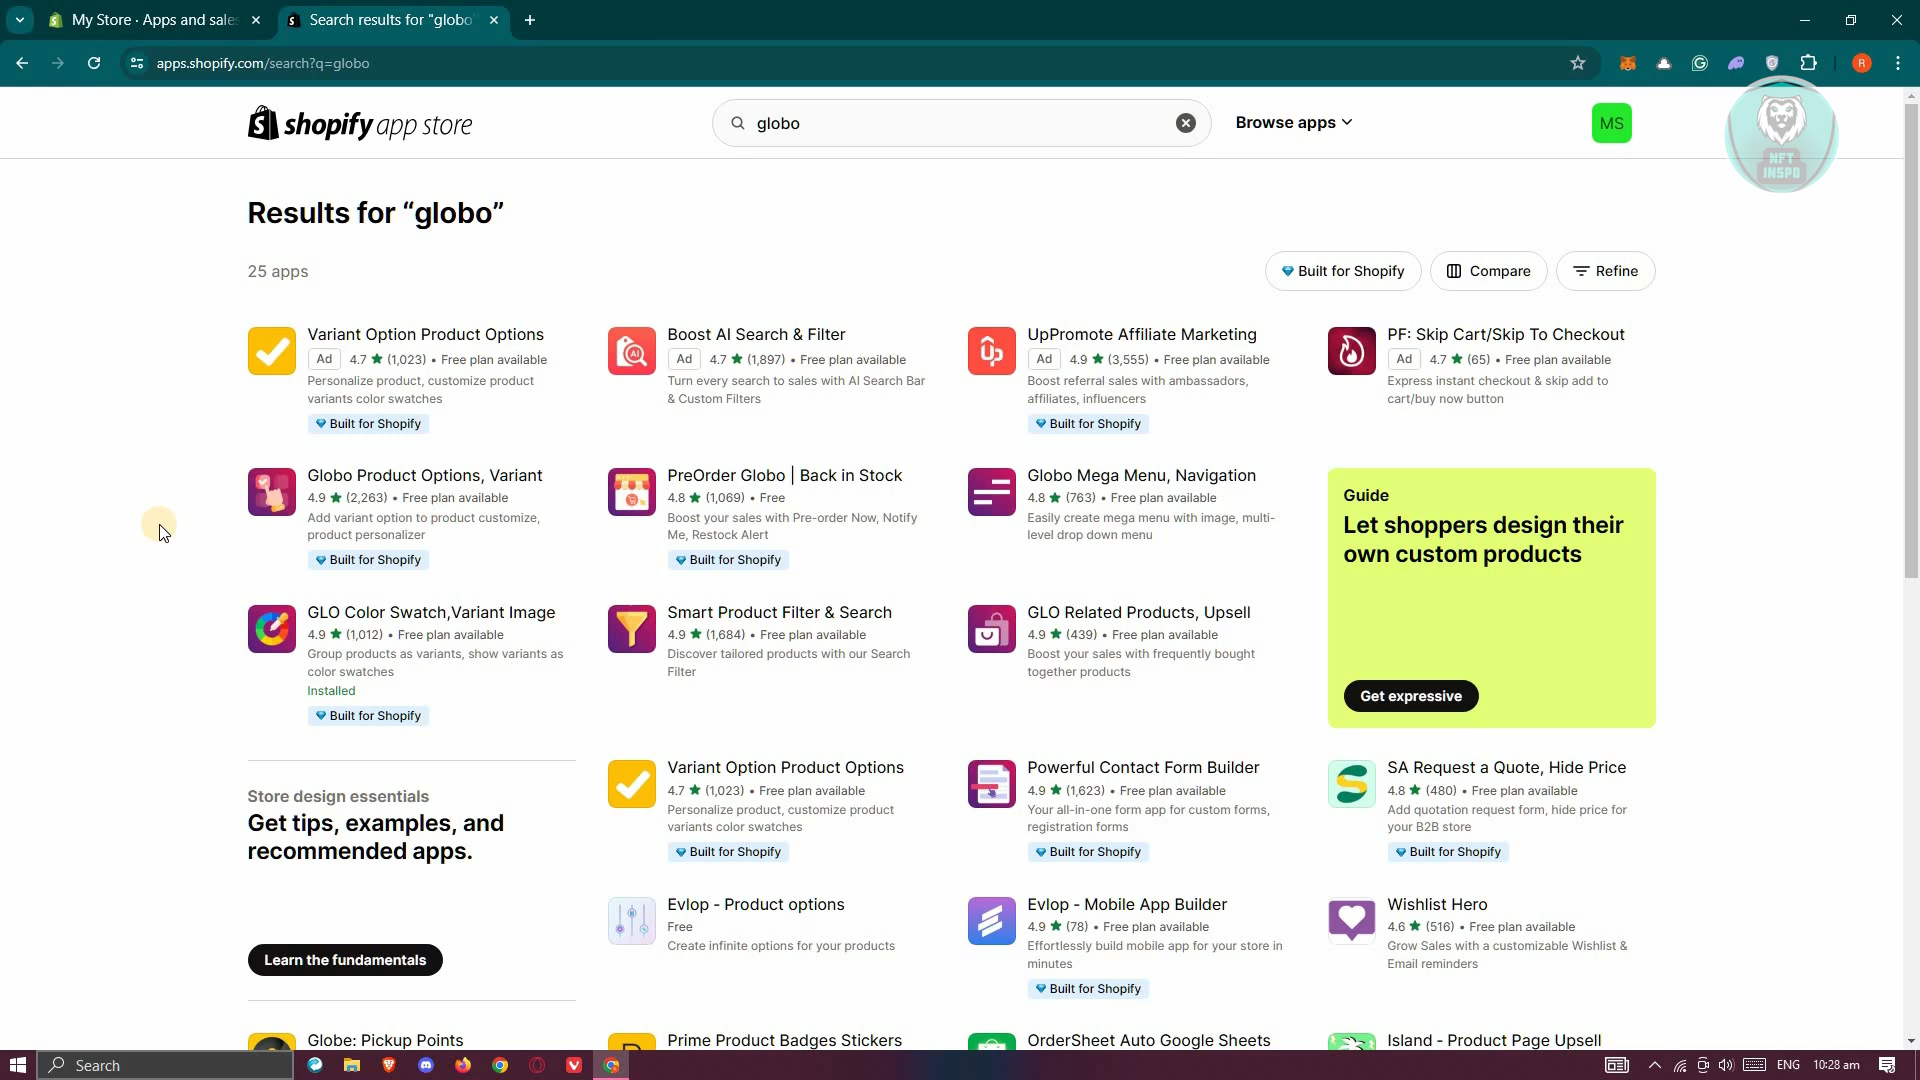 My Store · Apps and sale
Search results for "globo"
apps.shopify.com/search?q=globo
R
shopify app store
globo
Browse apps
MS
NFT
INSPO
Results for “globo”
25 apps
Built for Shopify
Compare
Refine
Variant Option Product Options
Ad 4.7 ★ (1,023) • Free plan available
Personalize product, customize product
variants color swatches
Built for Shopify
Boost AI Search & Filter
Ad 4.7 ★ (1,897) • Free plan available
Turn every search to sales with AI Search Bar
& Custom Filters
UpPromote Affiliate Marketing
Ad 4.9 ★ (3,555) • Free plan available
Boost referral sales with ambassadors,
affiliates, influencers
Built for Shopify
PF: Skip Cart/Skip To Checkout
Ad 4.7 ★ (65) • Free plan available
Express instant checkout & skip add to
cart/buy now button
Globo Product Options, Variant
4.9 ★ (2,263) • Free plan available
Add variant option to product customize,
product personalizer
Built for Shopify
PreOrder Globo | Back in Stock
4.8 ★ (1,069) • Free
Boost your sales with Pre-order Now, Notify
Me, Restock Alert
Built for Shopify
Globo Mega Menu, Navigation
4.8 ★ (763) • Free plan available
Easily create mega menu with image, multi-
level drop down menu
Guide
Let shoppers design their
own custom products
Get expressive
GLO Color Swatch,Variant Image
4.9 ★ (1,012) • Free plan available
Group products as variants, show variants as
color swatches
Installed
Built for Shopify
Smart Product Filter & Search
4.9 ★ (1,684) • Free plan available
Discover tailored products with our Search
Filter
GLO Related Products, Upsell
4.9 ★ (439) • Free plan available
Boost your sales with frequently bought
together products
Store design essentials
Get tips, examples, and
recommended apps.
Learn the fundamentals
Variant Option Product Options
4.7 ★ (1,023) • Free plan available
Personalize product, customize product
variants color swatches
Built for Shopify
Powerful Contact Form Builder
4.9 ★ (1,623) • Free plan available
Your all-in-one form app for custom forms,
registration forms
Built for Shopify
SA Request a Quote, Hide Price
4.8 ★ (480) • Free plan available
Add quotation request form, hide price for
your B2B store
Built for Shopify
Evlop - Product options
Free
Create infinite options for your products
Evlop - Mobile App Builder
4.9 ★ (78) • Free plan available
Effortlessly build mobile app for your store in
minutes
Built for Shopify
Wishlist Hero
4.6 ★ (516) • Free plan available
Grow Sales with a customizable Wishlist &
Email reminders
Globe: Pickup Points
Prime Product Badges Stickers
OrderSheet Auto Google Sheets
Island - Product Page Upsell
Search
ENG
10:28 am